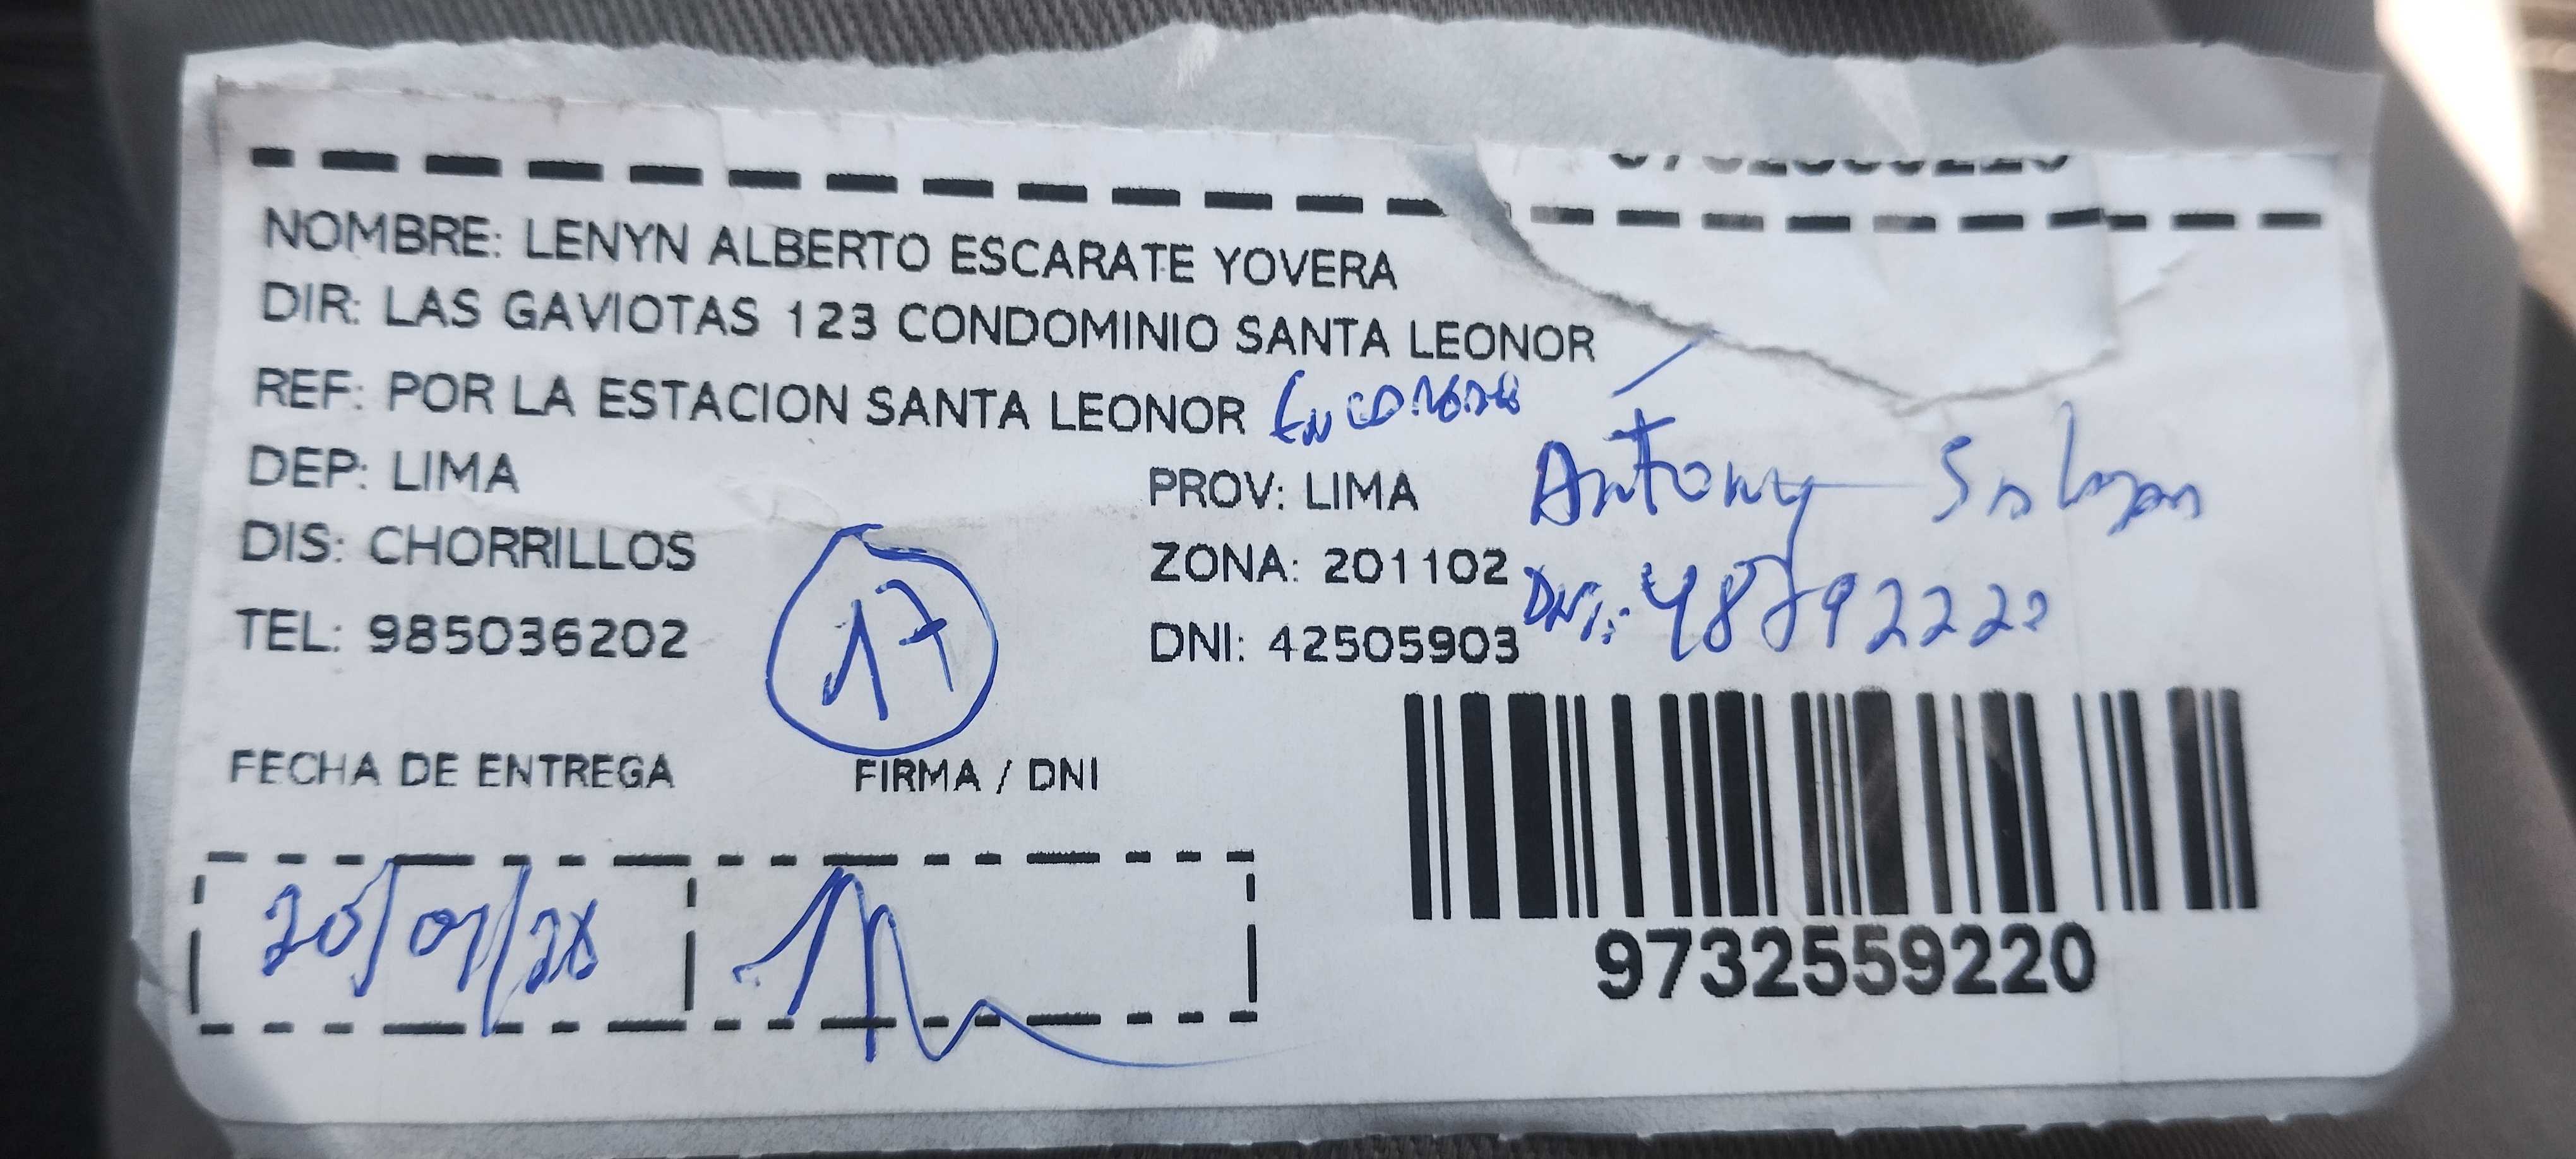 NOMBRE: LENYN ALBERTO ESCARATE YOVERA
DIR: LAS GAVIOTAS 123 CONDOMINIO SANTA LEONOR
REF: POR LA ESTACION SANTA LEONOR
DEP: LIMA
PROV: LIMA
Antony
DIS: CHORRILLOS
ZONA: 201102
DNI:
TEL: 985036202
17
DNI: 42505903
FECHA DE ENTREGA
FIRMA / DNI
9732559220